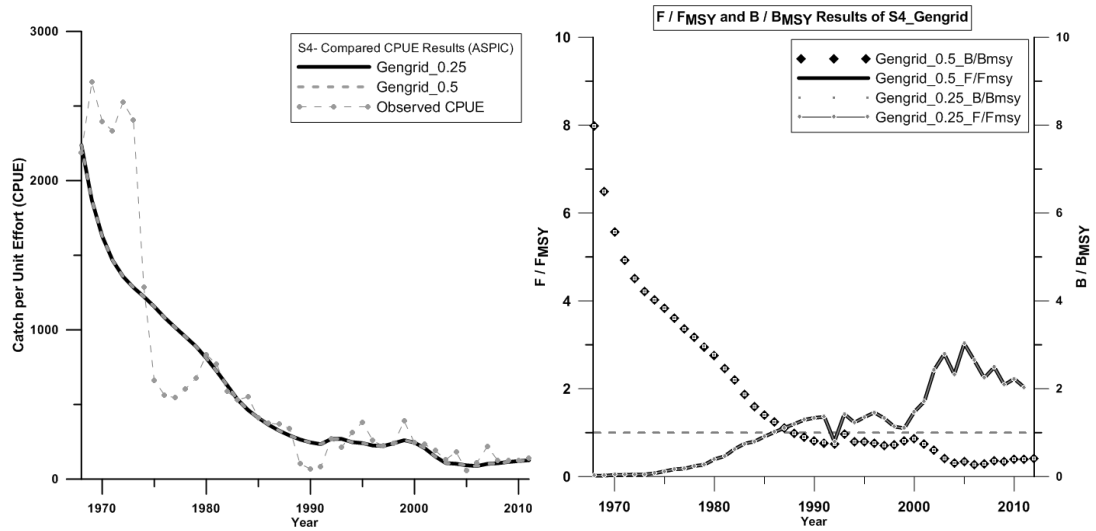 S4- Compared CPUE Results (ASPIC)
Gengrid_0.25
Gengrid_0.5
Observed CPUE
Catch per Unit Effort (CPUE)
3000
2000
1000
0
1970
1980
1990
2000
2010
Year
F / FMSY and B / BMSY Results of S4_Gengrid
Gengrid_0.5_B/Bmsy
Gengrid_0.5_F/Fmsy
Gengrid_0.25_B/Bmsy
Gengrid_0.25_F/Fmsy
F / FMSY
10
8
6
4
2
0
1970
1980
1990
2000
2010
Year
10
8
6
4
2
0
B / BMSY